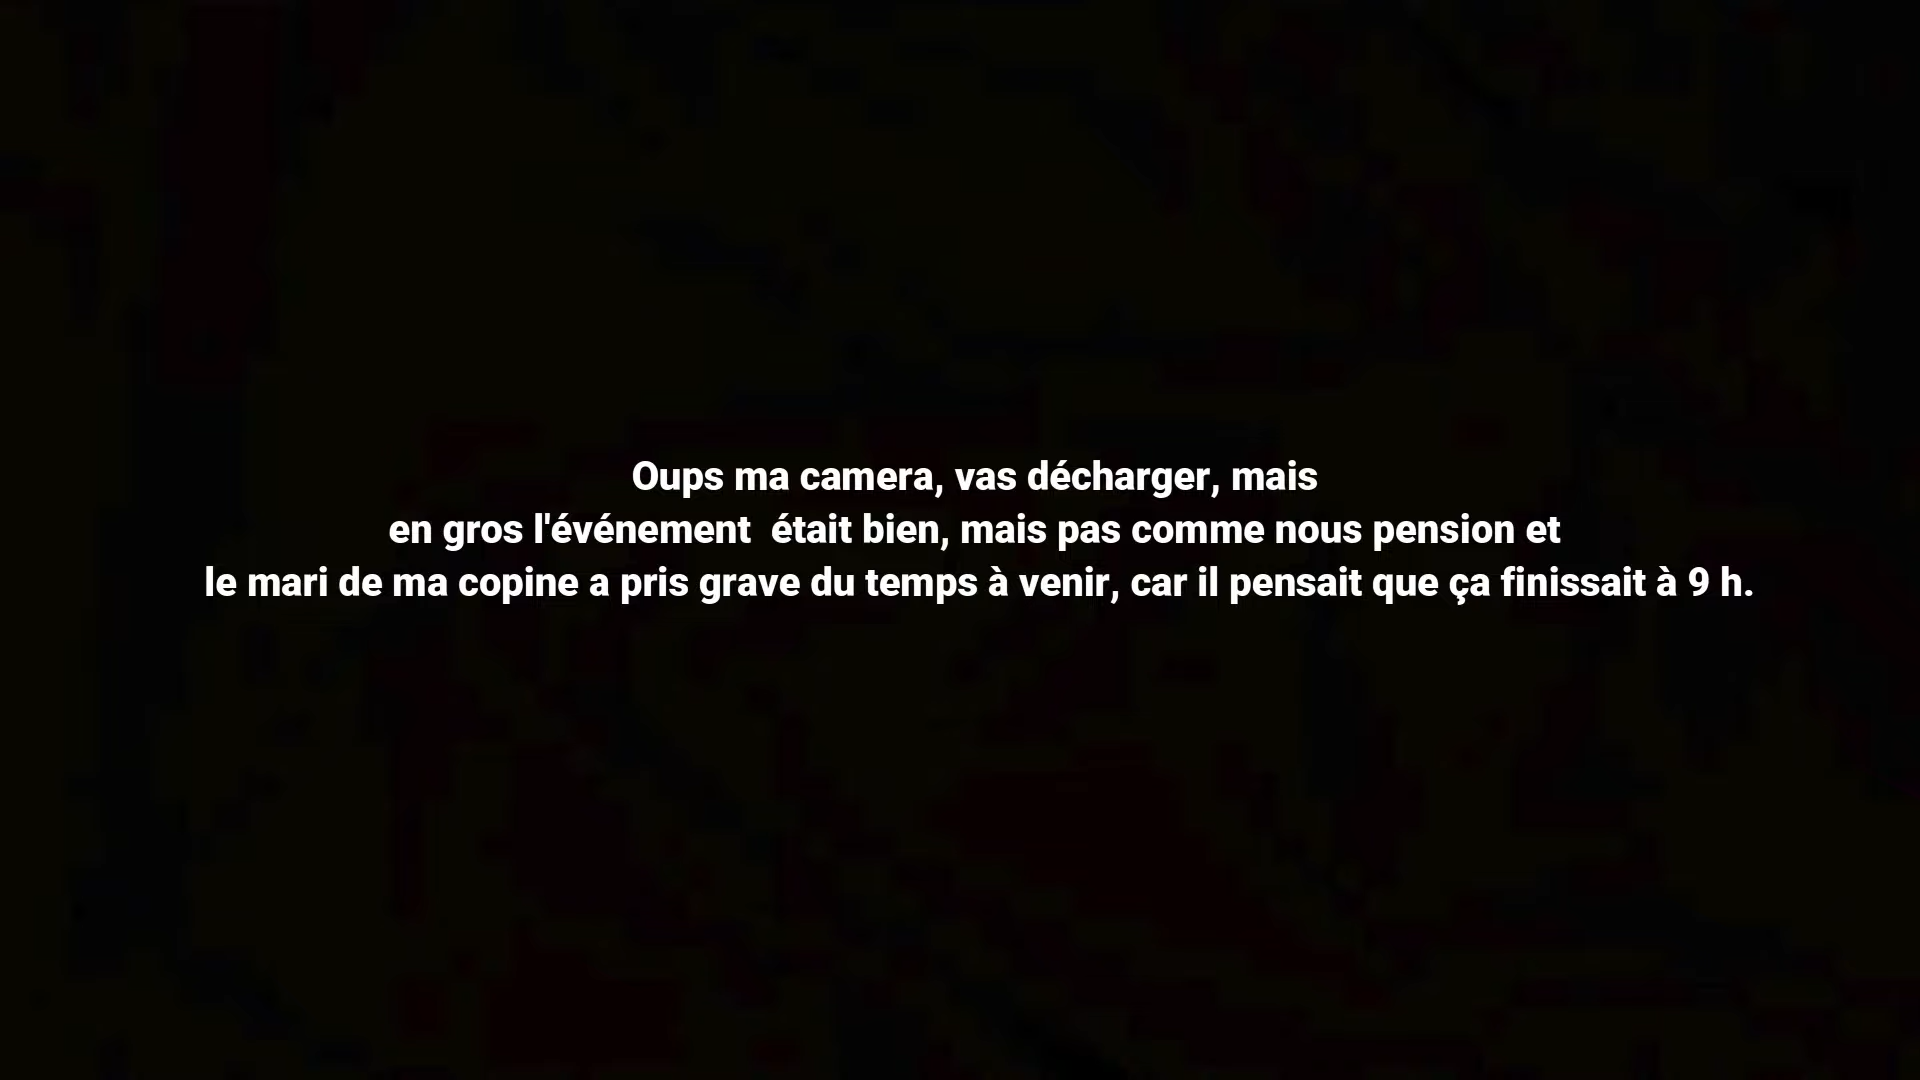 Oups ma camera, vas décharger, mais
en gros l'événement  était bien, mais pas comme nous pension et
le mari de ma copine a pris grave du temps à venir, car il pensait que ça finissait à 9 h.